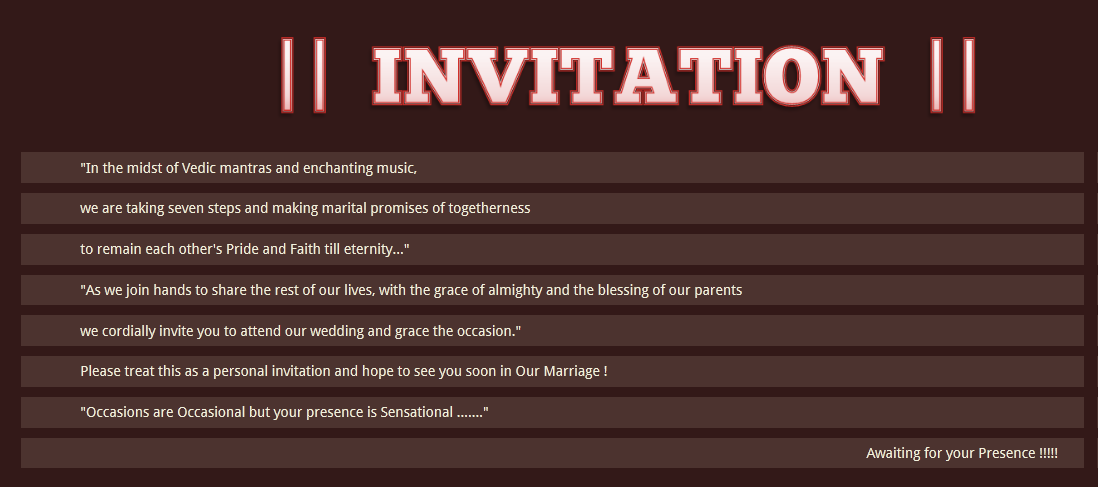 || INVITATION ||
"In the midst of Vedic mantras and enchanting music,
we are taking seven steps and making marital promises of togetherness
to remain each other's Pride and Faith till eternity..."
"As we join hands to share the rest of our lives, with the grace of almighty and the blessing of our parents
we cordially invite you to attend our wedding and grace the occasion."
Please treat this as a personal invitation and hope to see you soon in Our Marriage !
"Occasions are Occasional but your presence is Sensational ......."
Awaiting for your Presence !!!!!